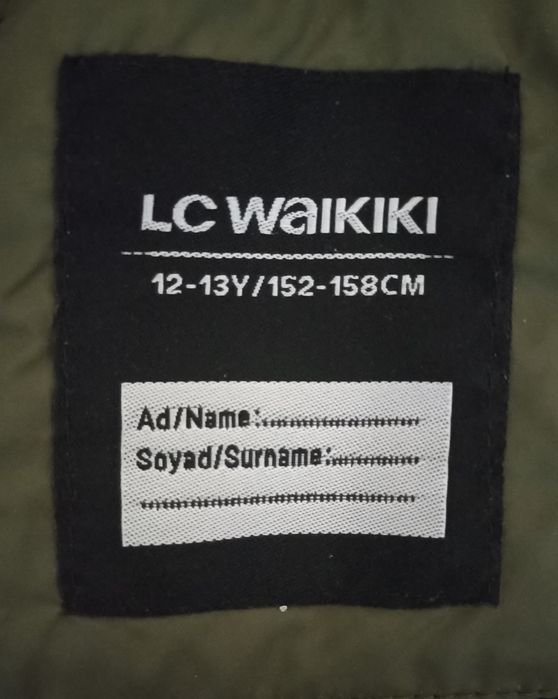 LC WAIKIKI
12-13Y/152-158CM
Ad/Name:..............................
Soyad/Surname:..................
..............................................